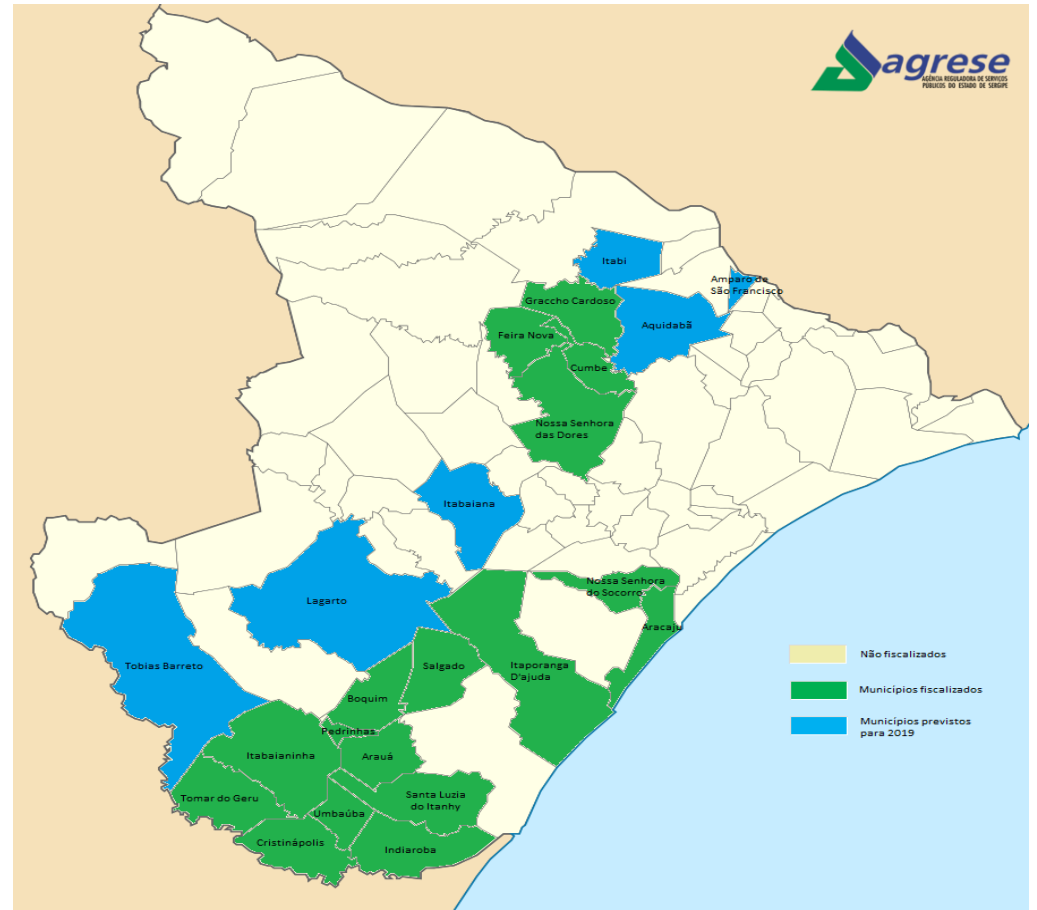 agrese
AGÊNCIA REGULADORA DE SERVIÇOS
PÚBLICOS DO ESTADO DE SERGIPE
Itabi
Amparo de
São Francisco
Graccho Cardoso
Aquidabã
Feira Nova
Cumbe
Nossa Senhora
das Dores
Itabaiana
Nossa Senhora
do Socorro
Lagarto
Aracaju
Tobias Barreto
Salgado
Itaporanga
D'ajuda
Boquim
Pedrinhas
Itabaianinha
Arauá
Tomar do Geru
Santa Luzia
do Itanhy
Umbaúba
Cristinápolis
Indiaroba
Não fiscalizados
Municípios fiscalizados
Municípios previstos
para 2019